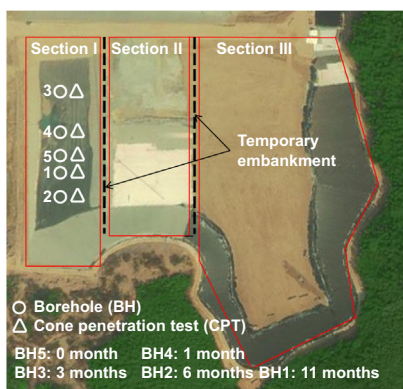 Section I Section II Section III
3
4
5
1
2
Temporary
embankment
Borehole (BH)
Cone penetration test (CPT)
BH5: 0 month BH4: 1 month
BH3: 3 months BH2: 6 months BH1: 11 months